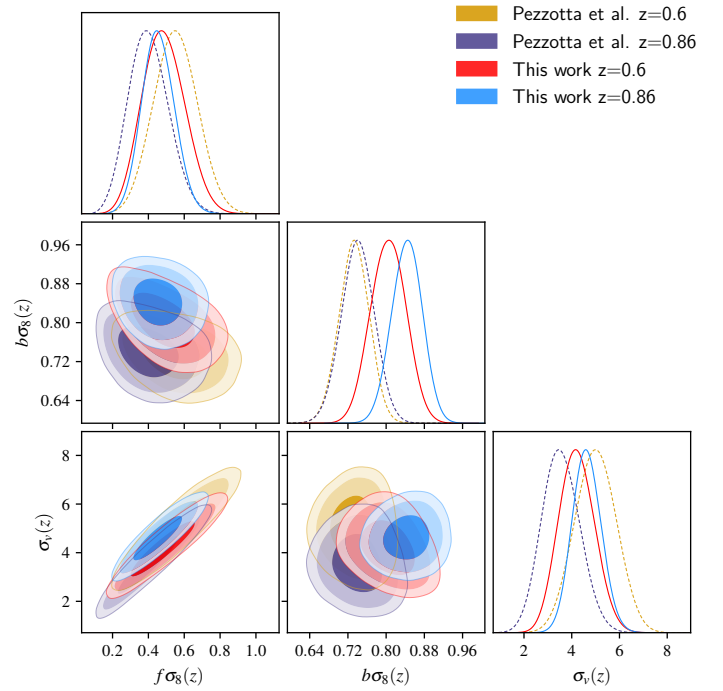 Pezzotta et al. z=0.6
Pezzotta et al. z=0.86
This work z=0.6
This work z=0.86
0.96
0.88
0.80
0.72
0.64
bσ₈(z)
8
6
4
2
σᵥ(z)
0.2 0.4 0.6 0.8 1.0
fσ₈(z)
0.64 0.72 0.80 0.88 0.96
bσ₈(z)
2 4 6 8
σᵥ(z)